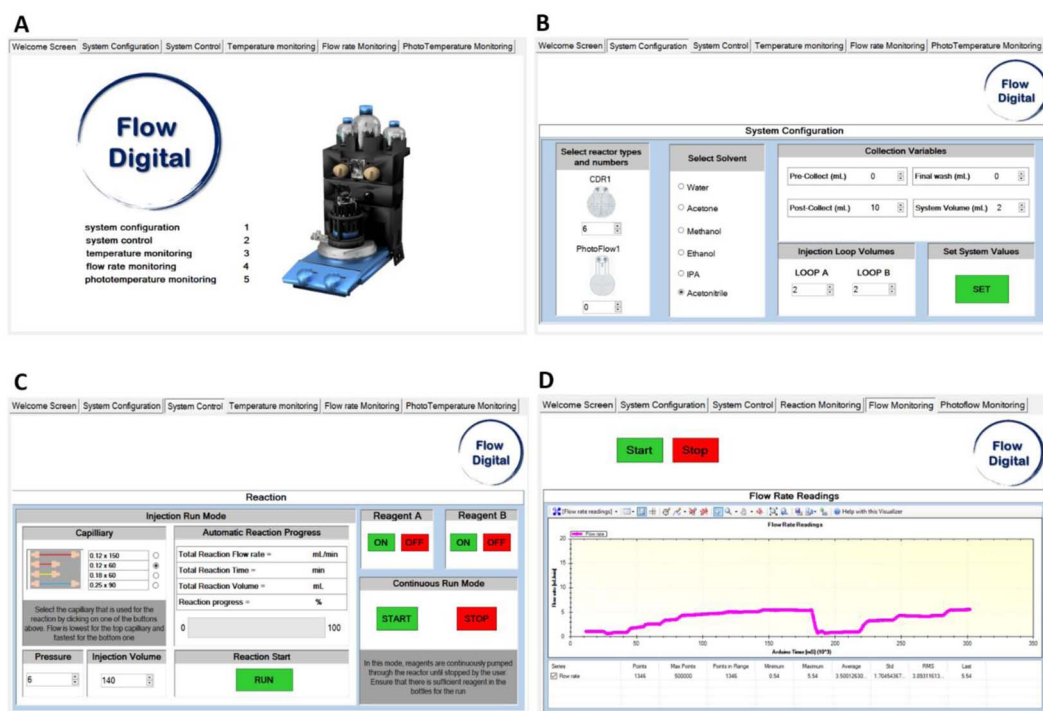 A
Welcome Screen System Configuration System Control Temperature monitoring Flow rate Monitoring PhotoTemperature Monitoring
Flow
Digital
system configuration 1
system control 2
temperature monitoring 3
flow rate monitoring 4
phototemperature monitoring 5
B
Welcome Screen System Configuration System Control Temperature monitoring Flow rate Monitoring PhotoTemperature Monitoring
Flow
Digital
System Configuration
Select reactor types
and numbers
CDR1
6
PhotoFlow1
0
Select Solvent
Water
Acetone
Methanol
Ethanol
IPA
Acetonitrile
Collection Variables
Pre-Collect (mL) 0 Final wash (mL) 0
Post-Collect (mL) 10 System Volume (mL) 2
Injection Loop Volumes
LOOP A LOOP B
2 2
Set System Values
SET
C
Welcome Screen System Configuration System Control Temperature monitoring Flow rate Monitoring PhotoTemperature Monitoring
Flow
Digital
Reaction
Injection Run Mode
Capilliary
0.12 x 150
0.12 x 60
0.18 x 60
0.25 x 90
Select the capillary that is used for the
reaction by clicking on one of the buttons
above. Flow is lowest for the top capillary and
fastest for the bottom one
Automatic Reaction Progress
Total Reaction Flow rate = mL/min
Total Reaction Time = min
Total Reaction Volume = mL
Reaction progress = %
0 100
Pressure
6
Injection Volume
140
Reaction Start
RUN
Reagent A
ON OFF
Reagent B
ON OFF
Continuous Run Mode
START STOP
In this mode, reagents are continuously pumped
through the reactor until stopped by the user.
Ensure that there is sufficient reagent in the
bottles for the run
D
Welcome Screen System Configuration System Control Reaction Monitoring Flow Monitoring Photoflow Monitoring
Flow
Digital
Start Stop
Flow Rate Readings
[Flow rate readings] Help with this Visualizer
Flow Rate Readings
Flow rate
Flow rate (mL/min)
20
15
10
5
0
0 50 100 150 200 250 300 350
Arduino Time (mS) (10^3)
Series Points Max Points Points in Range Minimum Maximum Average Std RMS Last
Flow rate 1346 500000 1346 0.54 5.54 5.54